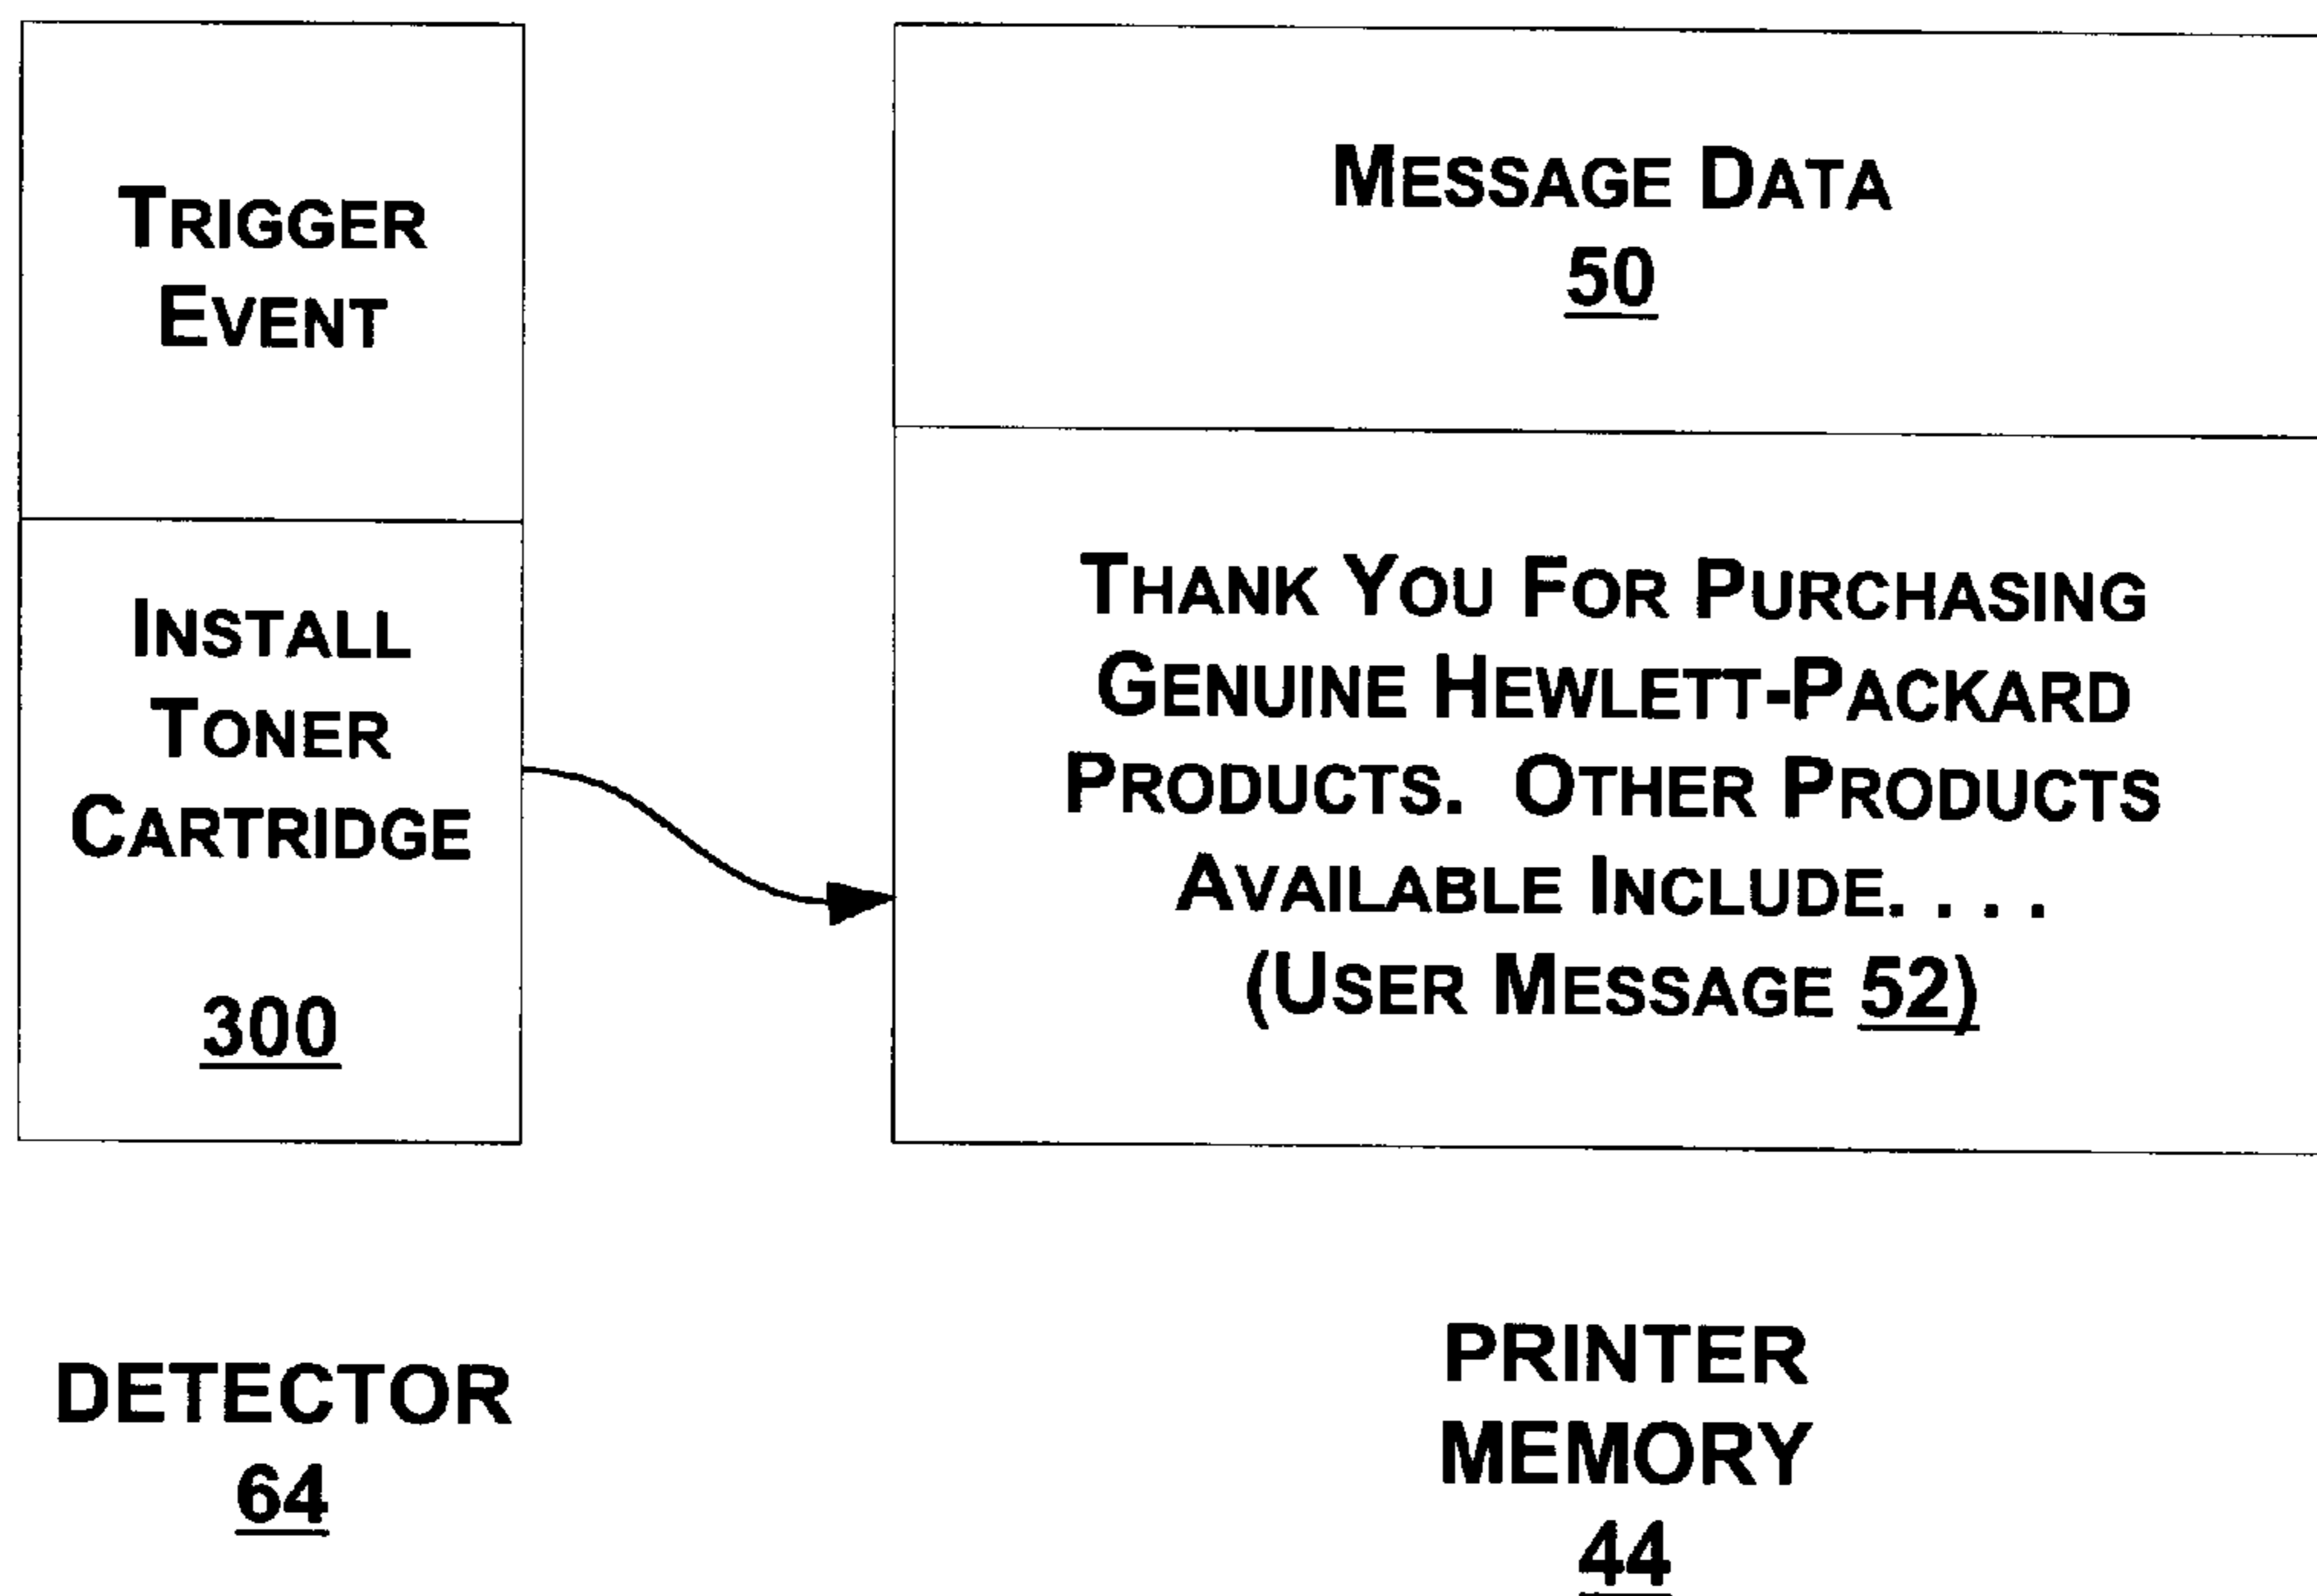 TRIGGER
EVENT
INSTALL
TONER
CARTRIDGE
300
DETECTOR
64
MESSAGE DATA
50
THANK YOU FOR PURCHASING
GENUINE HEWLETT-PACKARD
PRODUCTS. OTHER PRODUCTS
AVAILABLE INCLUDE. . . .
(USER MESSAGE 52)
PRINTER
MEMORY
44